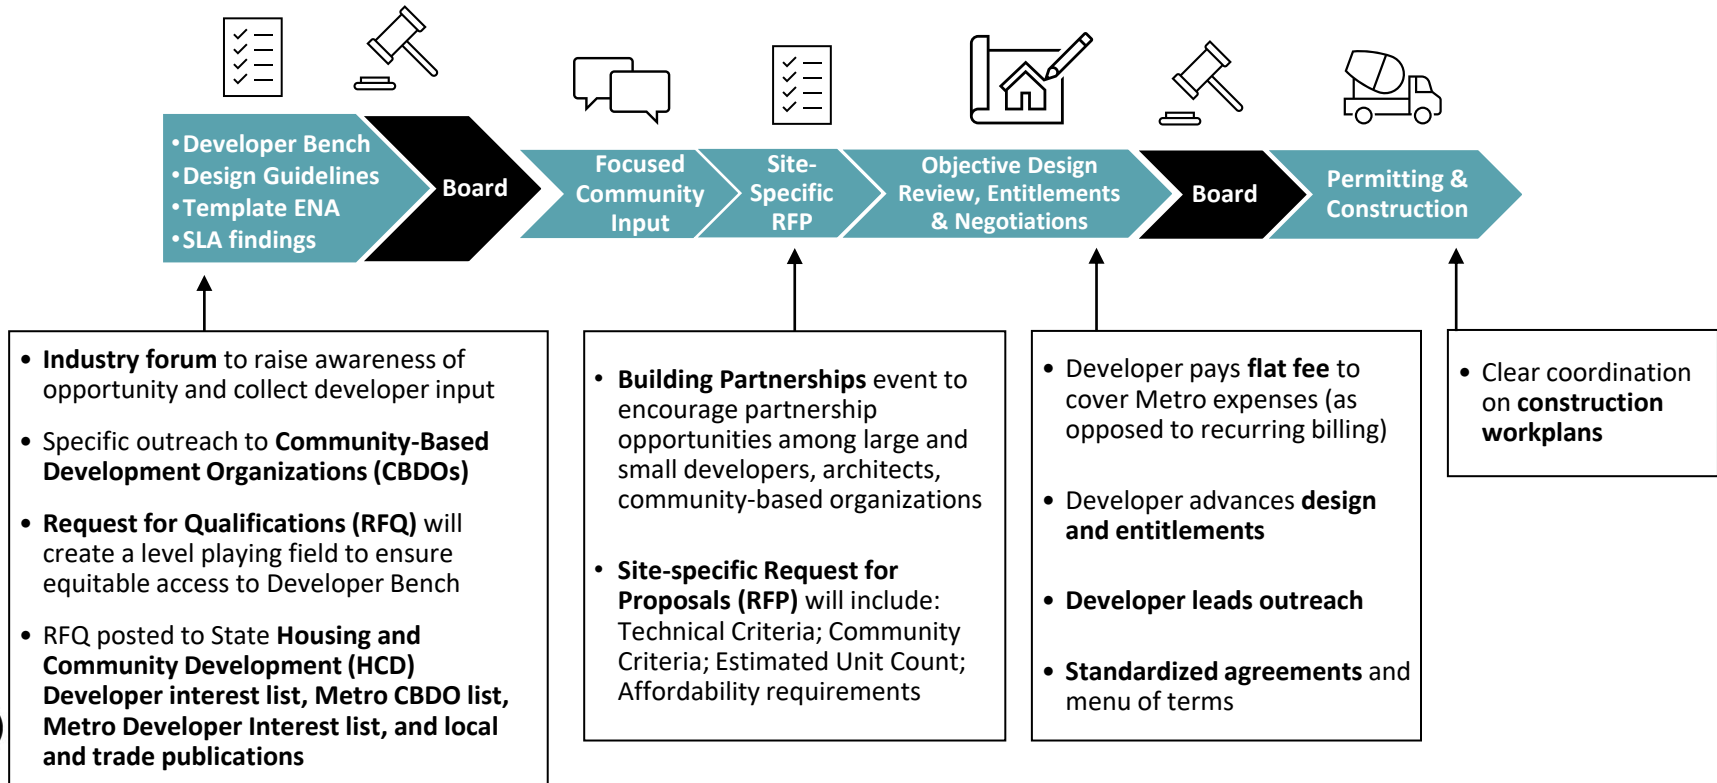 •Developer Bench
•Design Guidelines
•Template ENA
•SLA findings
Board
Focused
Community
Input
Site-
Specific
RFP
Objective Design
Review, Entitlements
& Negotiations
Board
Permitting &
Construction
• Industry forum to raise awareness of
opportunity and collect developer input
• Specific outreach to Community-Based
Development Organizations (CBDOs)
• Request for Qualifications (RFQ) will
create a level playing field to ensure
equitable access to Developer Bench
• RFQ posted to State Housing and
Community Development (HCD)
Developer interest list, Metro CBDO list,
Metro Developer Interest list, and local
and trade publications
• Building Partnerships event to
encourage partnership
opportunities among large and
small developers, architects,
community-based organizations
• Site-specific Request for
Proposals (RFP) will include:
Technical Criteria; Community
Criteria; Estimated Unit Count;
Affordability requirements
• Developer pays flat fee to
cover Metro expenses (as
opposed to recurring billing)
• Developer advances design
and entitlements
• Developer leads outreach
• Standardized agreements and
menu of terms
• Clear coordination
on construction
workplans